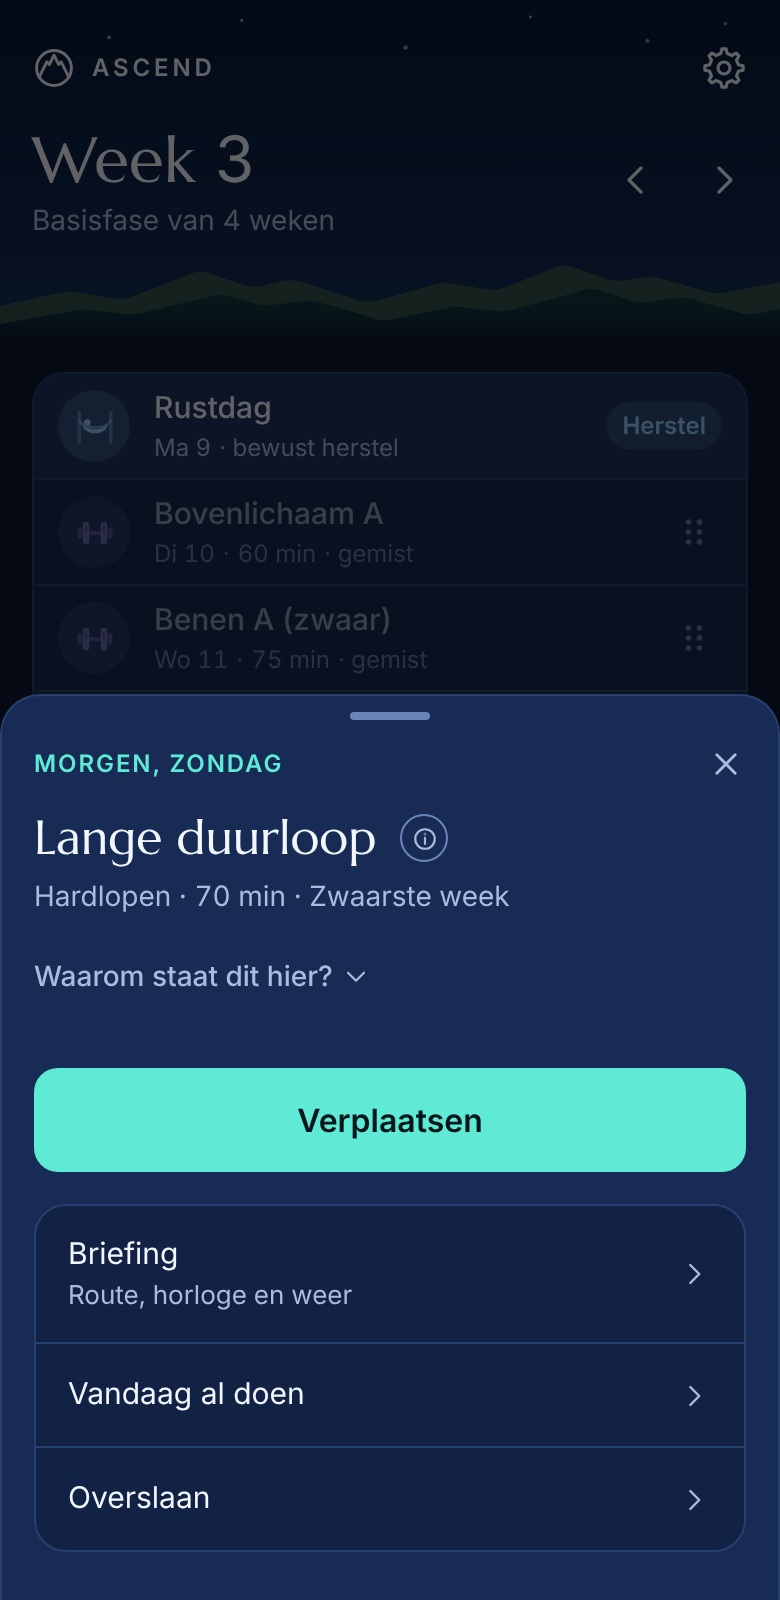 ASCEND
Week 3
Basisfase van 4 weken
Rustdag
Ma 9 · bewust herstel
Herstel
Bovenlichaam A
Di 10 · 60 min · gemist
Benen A (zwaar)
Wo 11 · 75 min · gemist
MORGEN, ZONDAG
Lange duurloop
Hardlopen · 70 min · Zwaarste week
Waarom staat dit hier?
Verplaatsen
Briefing
Route, horloge en weer
Vandaag al doen
Overslaan